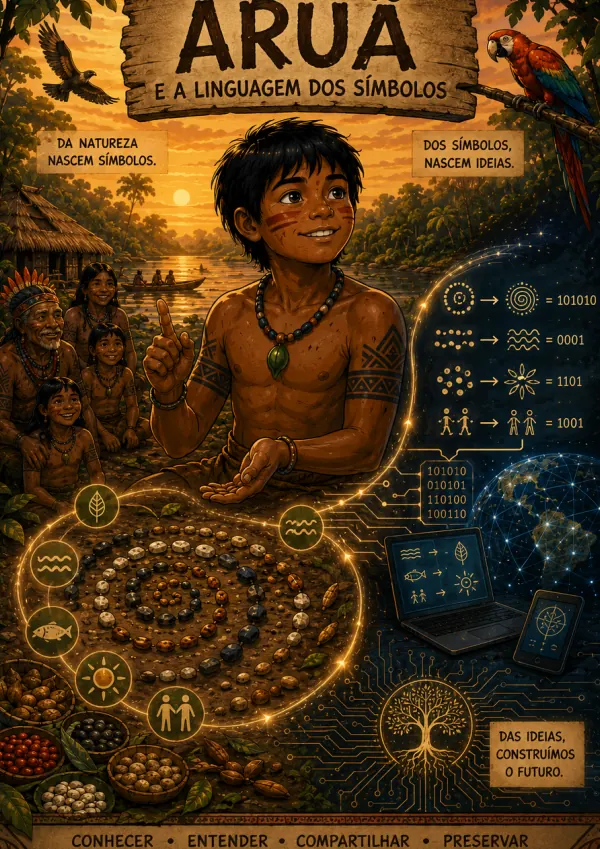 ARUÃ
E A LINGUAGEM DOS SÍMBOLOS
DA NATUREZA
NASCEM SÍMBOLOS.
DOS SÍMBOLOS,
NASCEM IDEIAS.
= 101010
= 0001
= 1101
= 1001
101010
010101
110100
100110
DAS IDEIAS,
CONSTRUÍMOS
O FUTURO.
CONHECER • ENTENDER • COMPARTILHAR • PRESERVAR